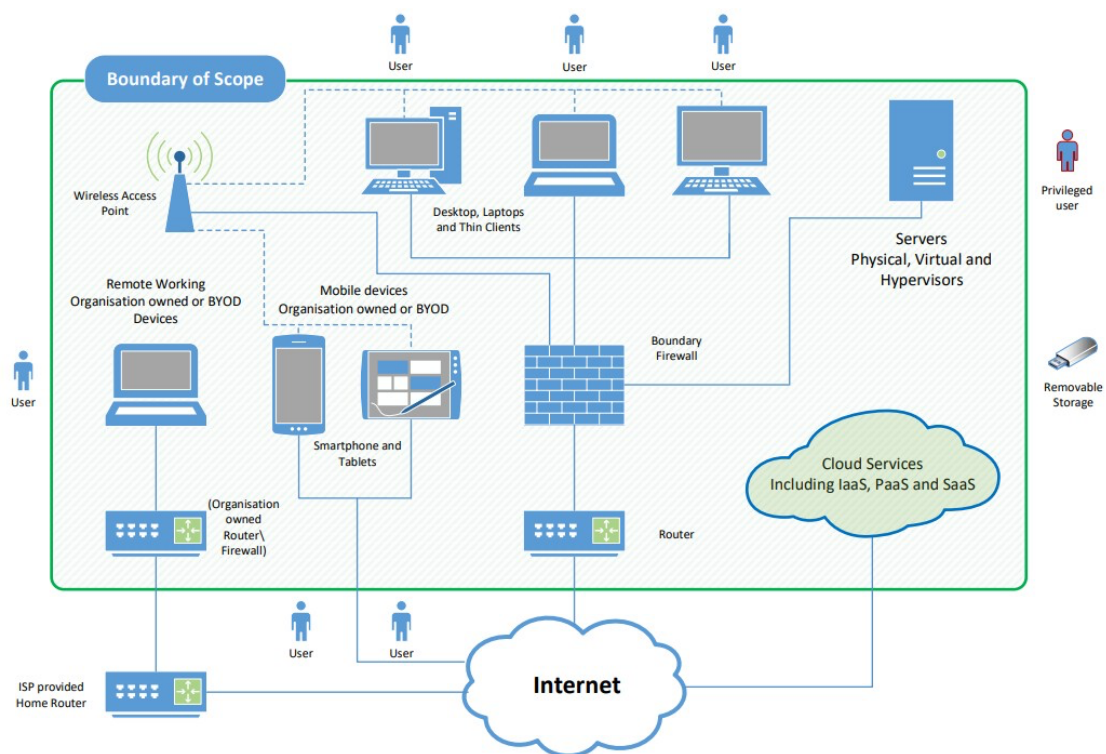 User
User
User
Boundary of Scope
Wireless Access
Point
Desktop, Laptops
and Thin Clients
Privileged
user
Servers
Physical, Virtual and
Hypervisors
Remote Working
Organisation owned or BYOD
Devices
Mobile devices
Organisation owned or BYOD
Boundary
Firewall
User
Removable
Storage
Smartphone and
Tablets
Cloud Services
Including IaaS, PaaS and SaaS
(Organisation
owned
Router\
Firewall)
Router
User
User
ISP provided
Home Router
Internet